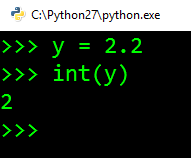 C:\Python27\python.exe
>>> y = 2.2
>>> int(y)
2
>>>